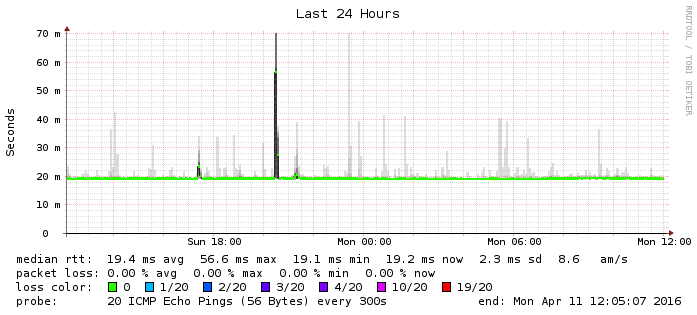 Last 24 Hours
RRDTOOL / TOBI OETIKER
Seconds
70 m
60 m
50 m
40 m
30 m
20 m
10 m
0
Sun 18:00 Mon 00:00 Mon 06:00 Mon 12:00
median rtt: 19.4 ms avg 56.6 ms max 19.1 ms min 19.2 ms now 2.3 ms sd 8.6 am/s
packet loss: 0.00 % avg 0.00 % max 0.00 % min 0.00 % now
loss color: 0 1/20 2/20 3/20 4/20 10/20 19/20
probe: 20 ICMP Echo Pings (56 Bytes) every 300s end: Mon Apr 11 12:05:07 2016